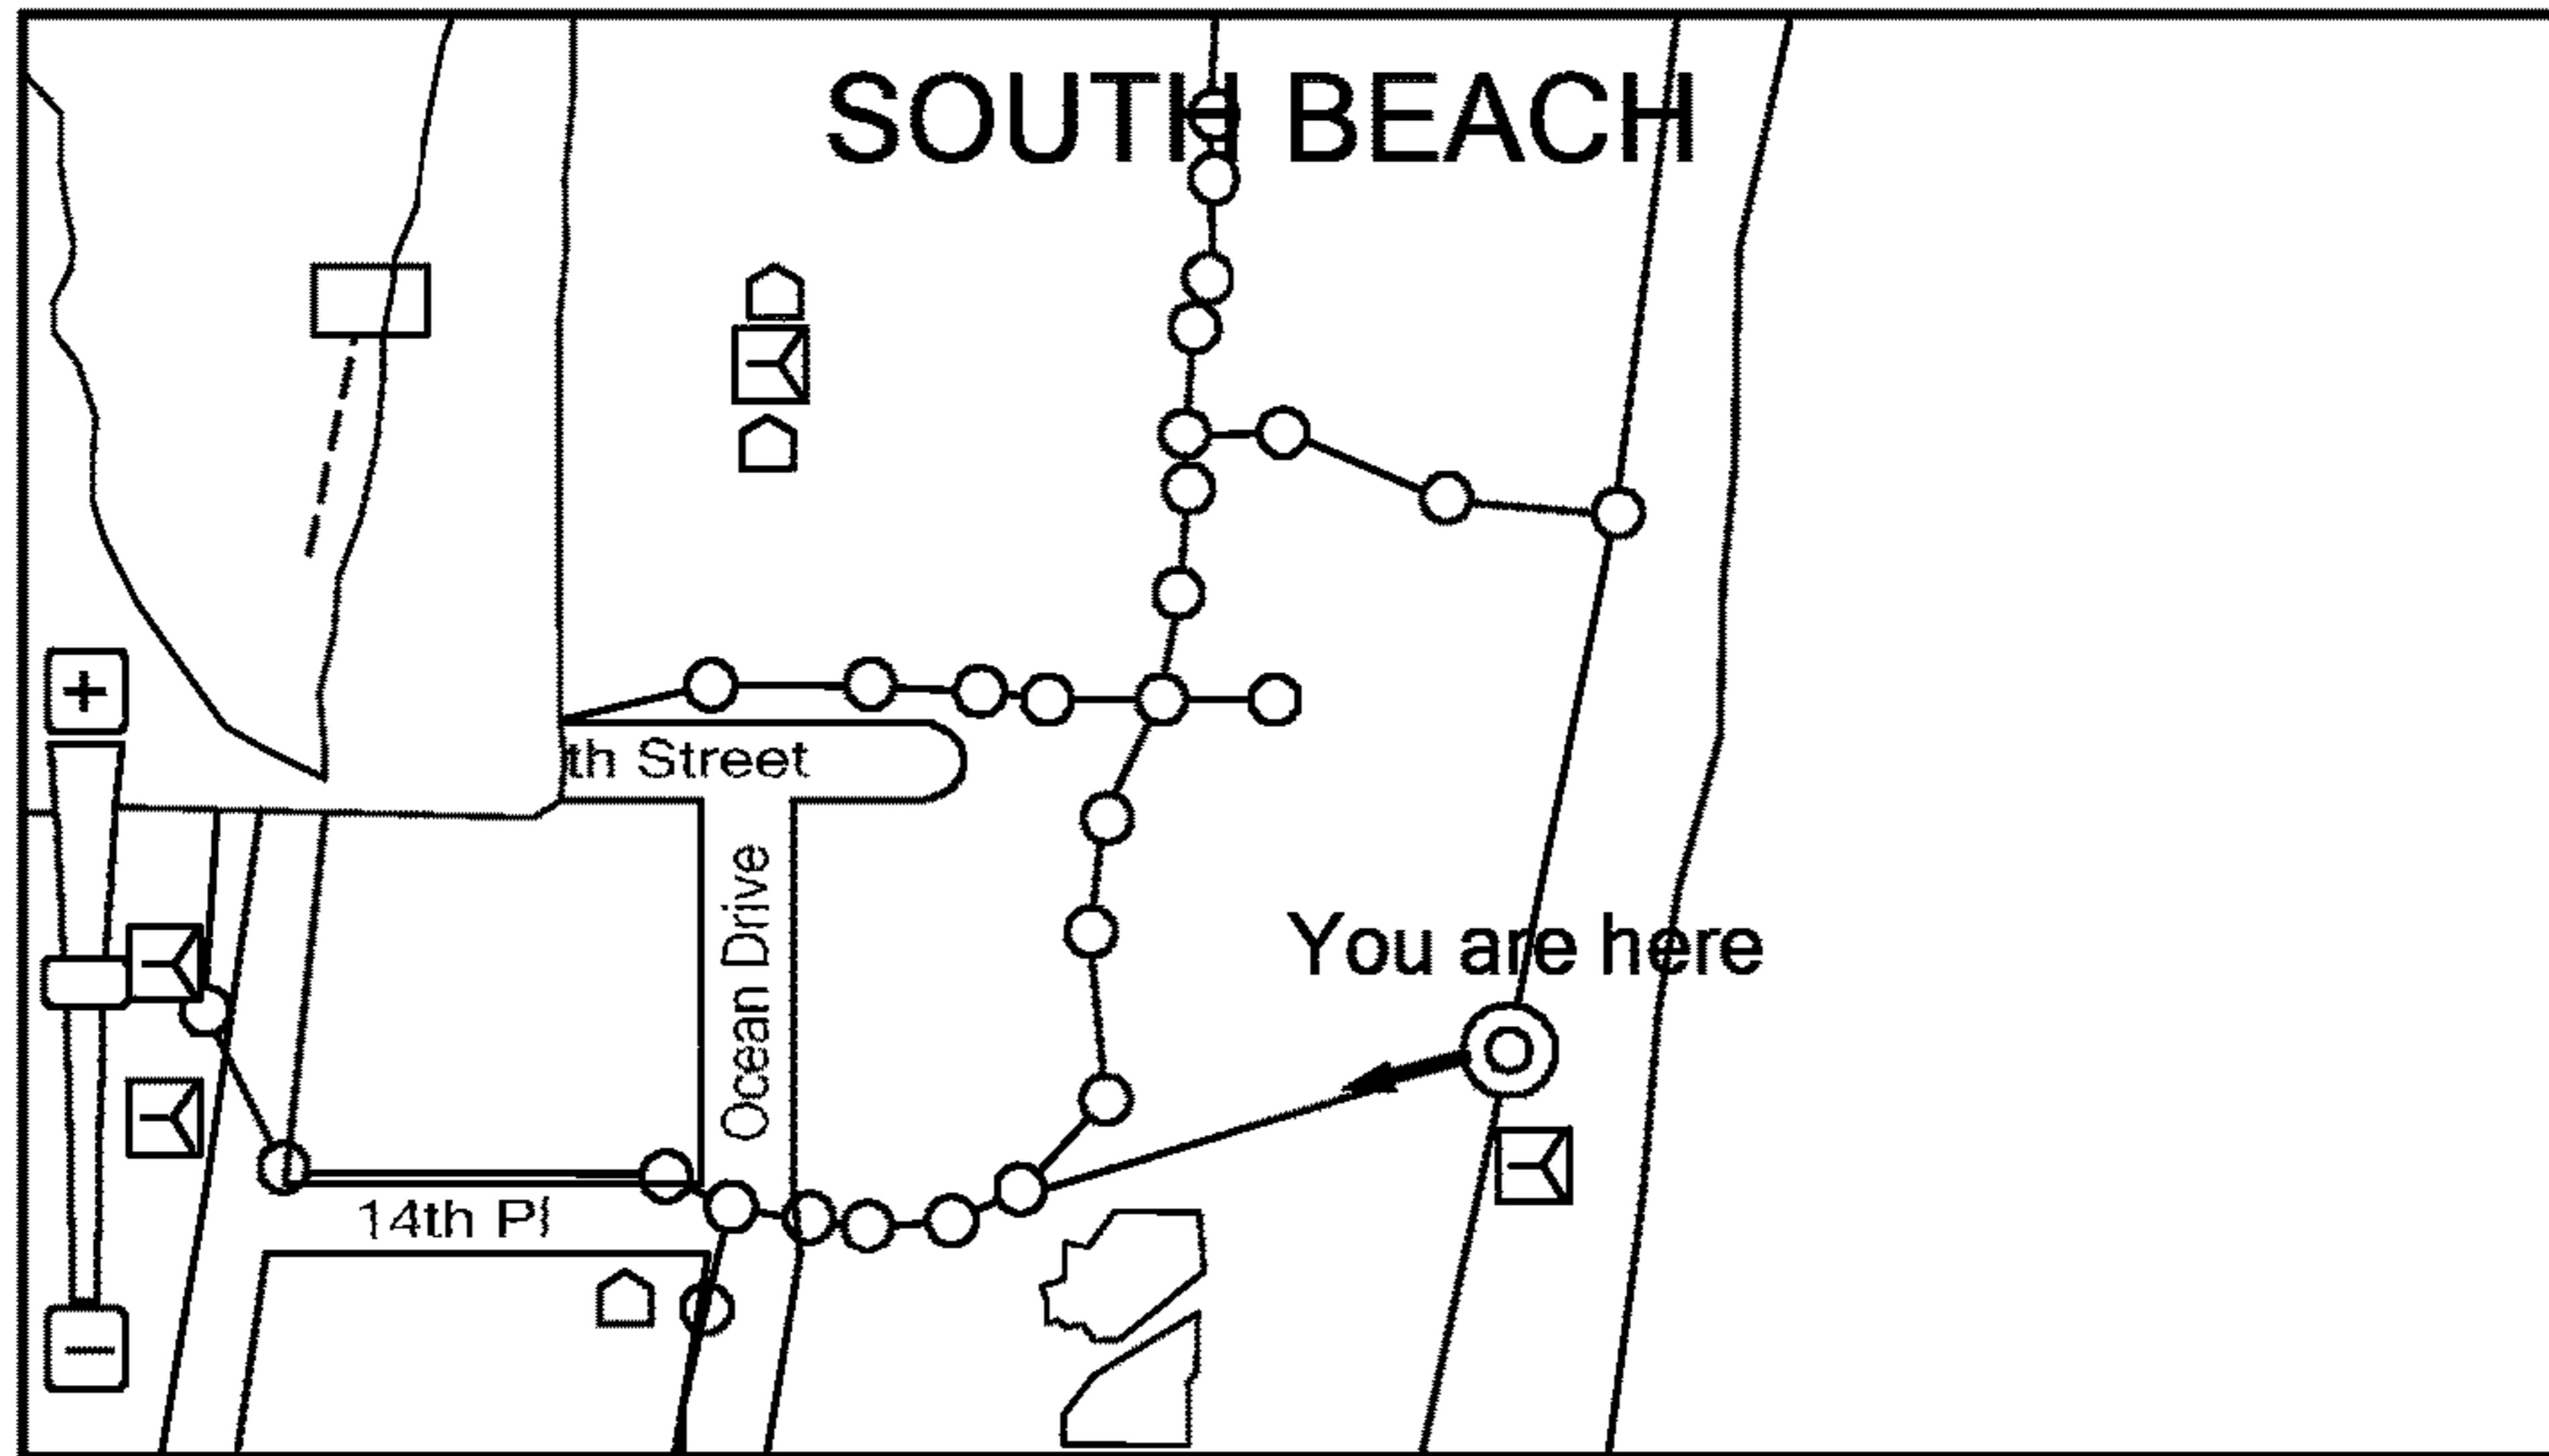 SOUTH BEACH
+
th Street
Ocean Drive
You are here
14th Pl